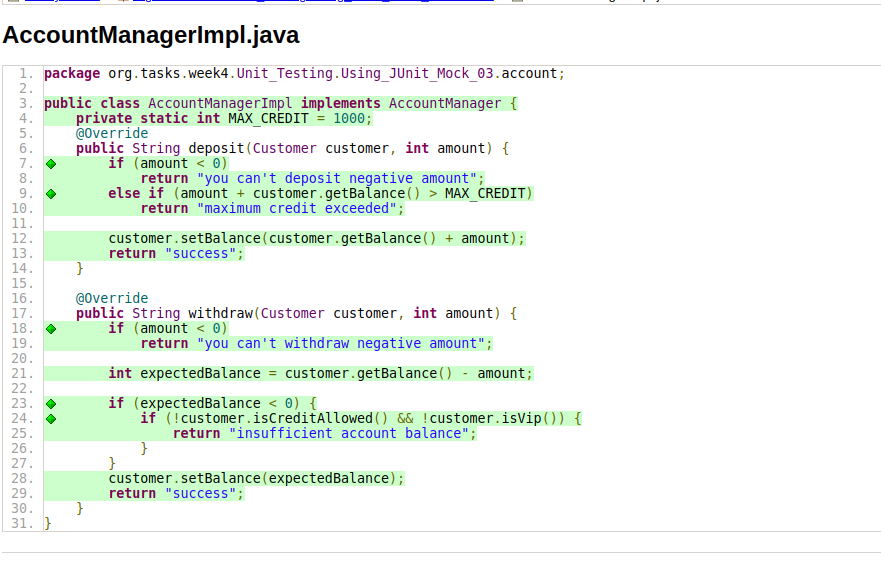 AccountManagerImpl.java
1. package org.tasks.week4.Unit_Testing.Using_JUnit_Mock_03.account;
2.
3. public class AccountManagerImpl implements AccountManager {
4.     private static int MAX_CREDIT = 1000;
5.     @Override
6.     public String deposit(Customer customer, int amount) {
7.         if (amount < 0)
8.             return "you can't deposit negative amount";
9.         else if (amount + customer.getBalance() > MAX_CREDIT)
10.             return "maximum credit exceeded";
11.
12.         customer.setBalance(customer.getBalance() + amount);
13.         return "success";
14.     }
15.
16.     @Override
17.     public String withdraw(Customer customer, int amount) {
18.         if (amount < 0)
19.             return "you can't withdraw negative amount";
20.
21.         int expectedBalance = customer.getBalance() - amount;
22.
23.         if (expectedBalance < 0) {
24.             if (!customer.isCreditAllowed() && !customer.isVip()) {
25.                 return "insufficient account balance";
26.             }
27.         }
28.         customer.setBalance(expectedBalance);
29.         return "success";
30.     }
31. }